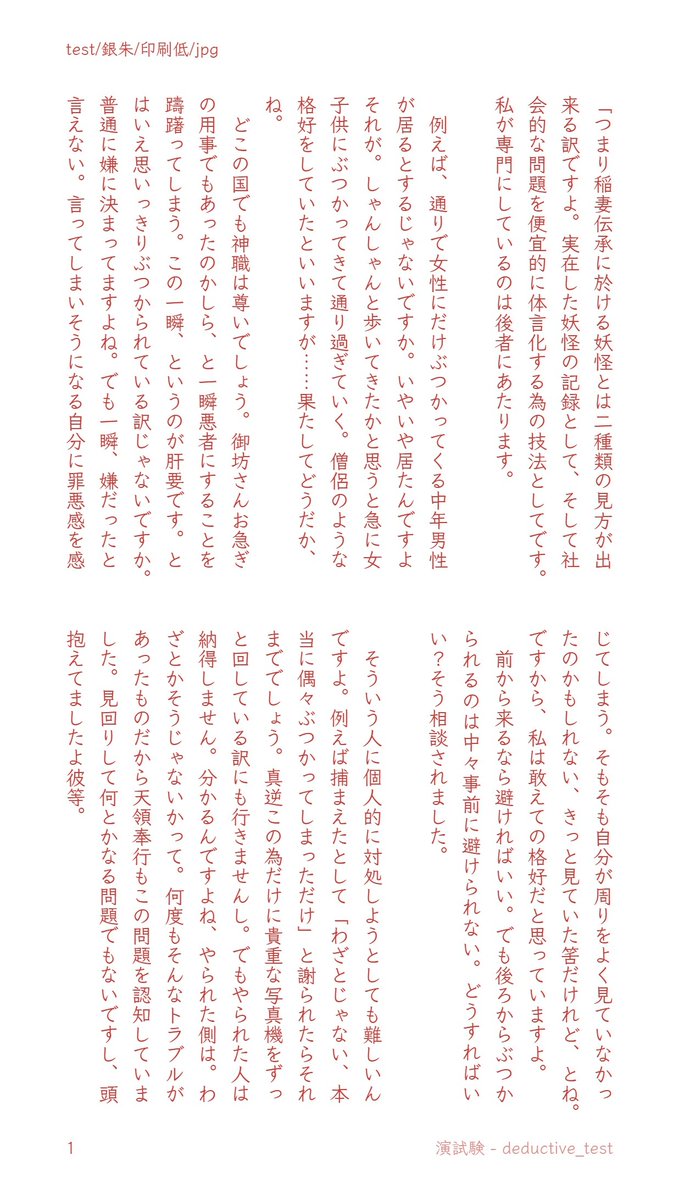 test/銀朱/印刷低/jpg
「つまり稲妻伝承に於ける妖怪とは二種類の見方が出
来る訳ですよ。実在した妖怪の記録として、そして社
会的な問題を便宜的に体言化する為の技法としてです。
私が専門にしているのは後者にあたります。
例えば、通りで女性にだけぶつかってくる中年男性
が居るとするじゃないですか。いやいや居たんですよ
それが。しゃんしゃんと歩いてきたかと思うと急に女
子供にぶつかってきて通り過ぎていく。僧侶のような
格好をしていたといいますが……果たしてどうだか、
ね。
どこの国でも神職は尊いでしょう。御坊さんお急ぎ
の用事でもあったのかしら、と一瞬悪者にすることを
躊躇ってしまう。この一瞬、というのが肝要です。と
はいえ思いっきりぶつかられている訳じゃないですか。
普通に嫌に決まってますよね。でも一瞬、嫌だったと
言えない。言ってしまいそうになる自分に罪悪感を感
じてしまう。そもそも自分が周りをよく見ていなかっ
たのかもしれない、きっと見ていた筈だけれど、とね。
ですから、私は敢えての格好だと思っていますよ。
前から来るなら避ければいい。でも後ろからぶつか
られるのは中々事前に避けられない。どうすればい
い？そう相談されました。
そういう人に個人的に対処しようとしても難しいん
ですよ。例えば捕まえたとして「わざとじゃない、本
当に偶々ぶつかってしまっただけ」と謝られたらそれ
まででしょう。真逆この為だけに貴重な写真機をずっ
と回している訳にも行きませんし。でもやられた人は
納得しません。分かるんですよね、やられた側は。わ
ざとかそうじゃないかって。何度もそんなトラブルが
あったものだから天領奉行もこの問題を認知していま
した。見回りして何とかなる問題でもないですし、頭
抱えてましたよ彼等。
1
演試験 - deductive_test